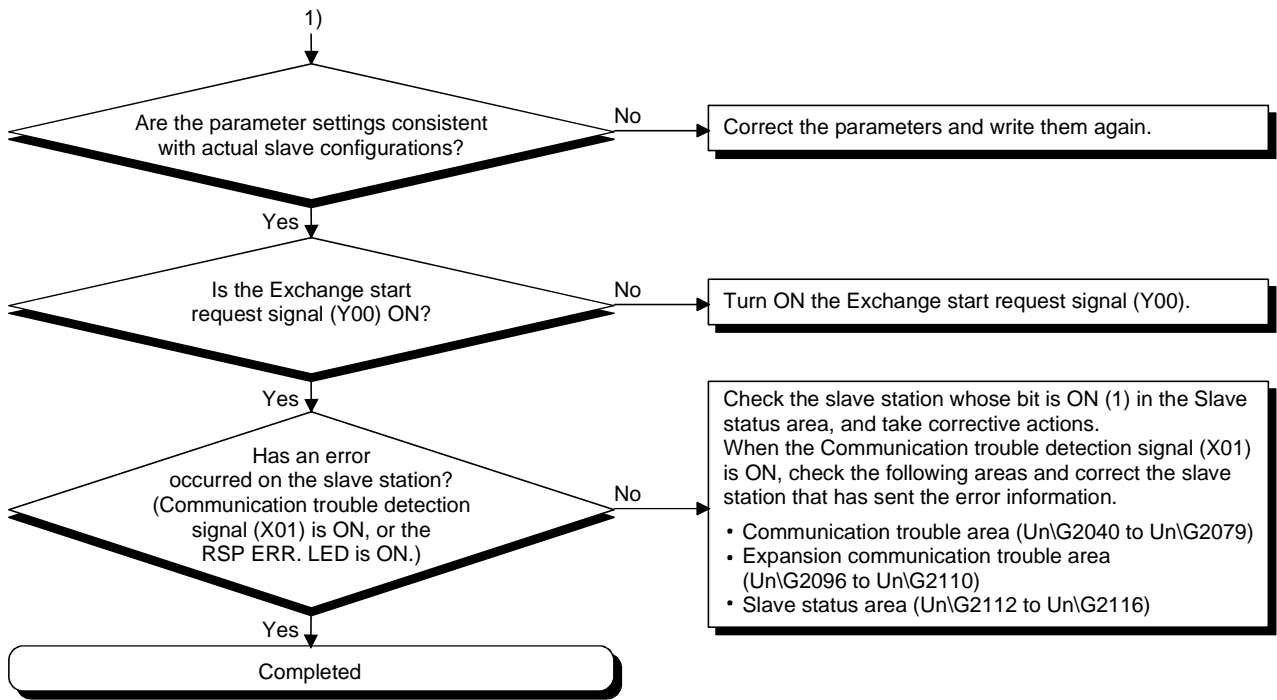 1)
Are the parameter settings consistent
with actual slave configurations?
No
Correct the parameters and write them again.
Yes
Is the Exchange start
request signal (Y00) ON?
No
Turn ON the Exchange start request signal (Y00).
Yes
Has an error
occurred on the slave station?
(Communication trouble detection
signal (X01) is ON, or the
RSP ERR. LED is ON.)
No
Check the slave station whose bit is ON (1) in the Slave
status area, and take corrective actions.
When the Communication trouble detection signal (X01)
is ON, check the following areas and correct the slave
station that has sent the error information.
• Communication trouble area (Un\G2040 to Un\G2079)
• Expansion communication trouble area
(Un\G2096 to Un\G2110)
• Slave status area (Un\G2112 to Un\G2116)
Yes
Completed